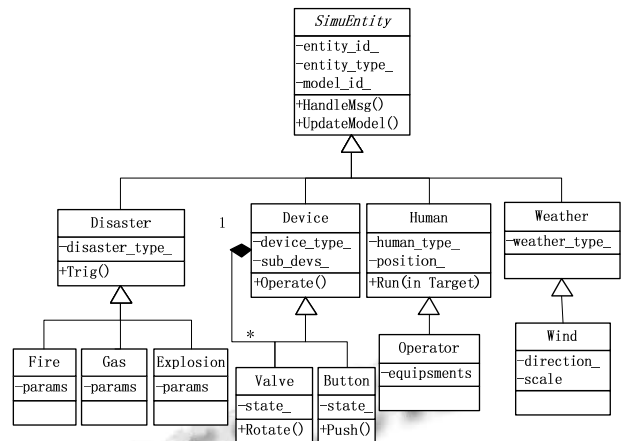 SimuEntity
-entity_id_
-entity_type_
-model_id_
+HandleMsg()
+UpdateModel()
Disaster
-disaster_type_
+Trig()
1
Device
-device_type_
-sub_devs_
+Operate()
Human
-human_type_
-position_
+Run(in Target)
Weather
-weather_type_
*
Fire
-params
Gas
-params
Explosion
-params
Valve
-state_
+Rotate()
Button
-state_
+Push()
Operator
-equipsments
Wind
-direction_
-scale